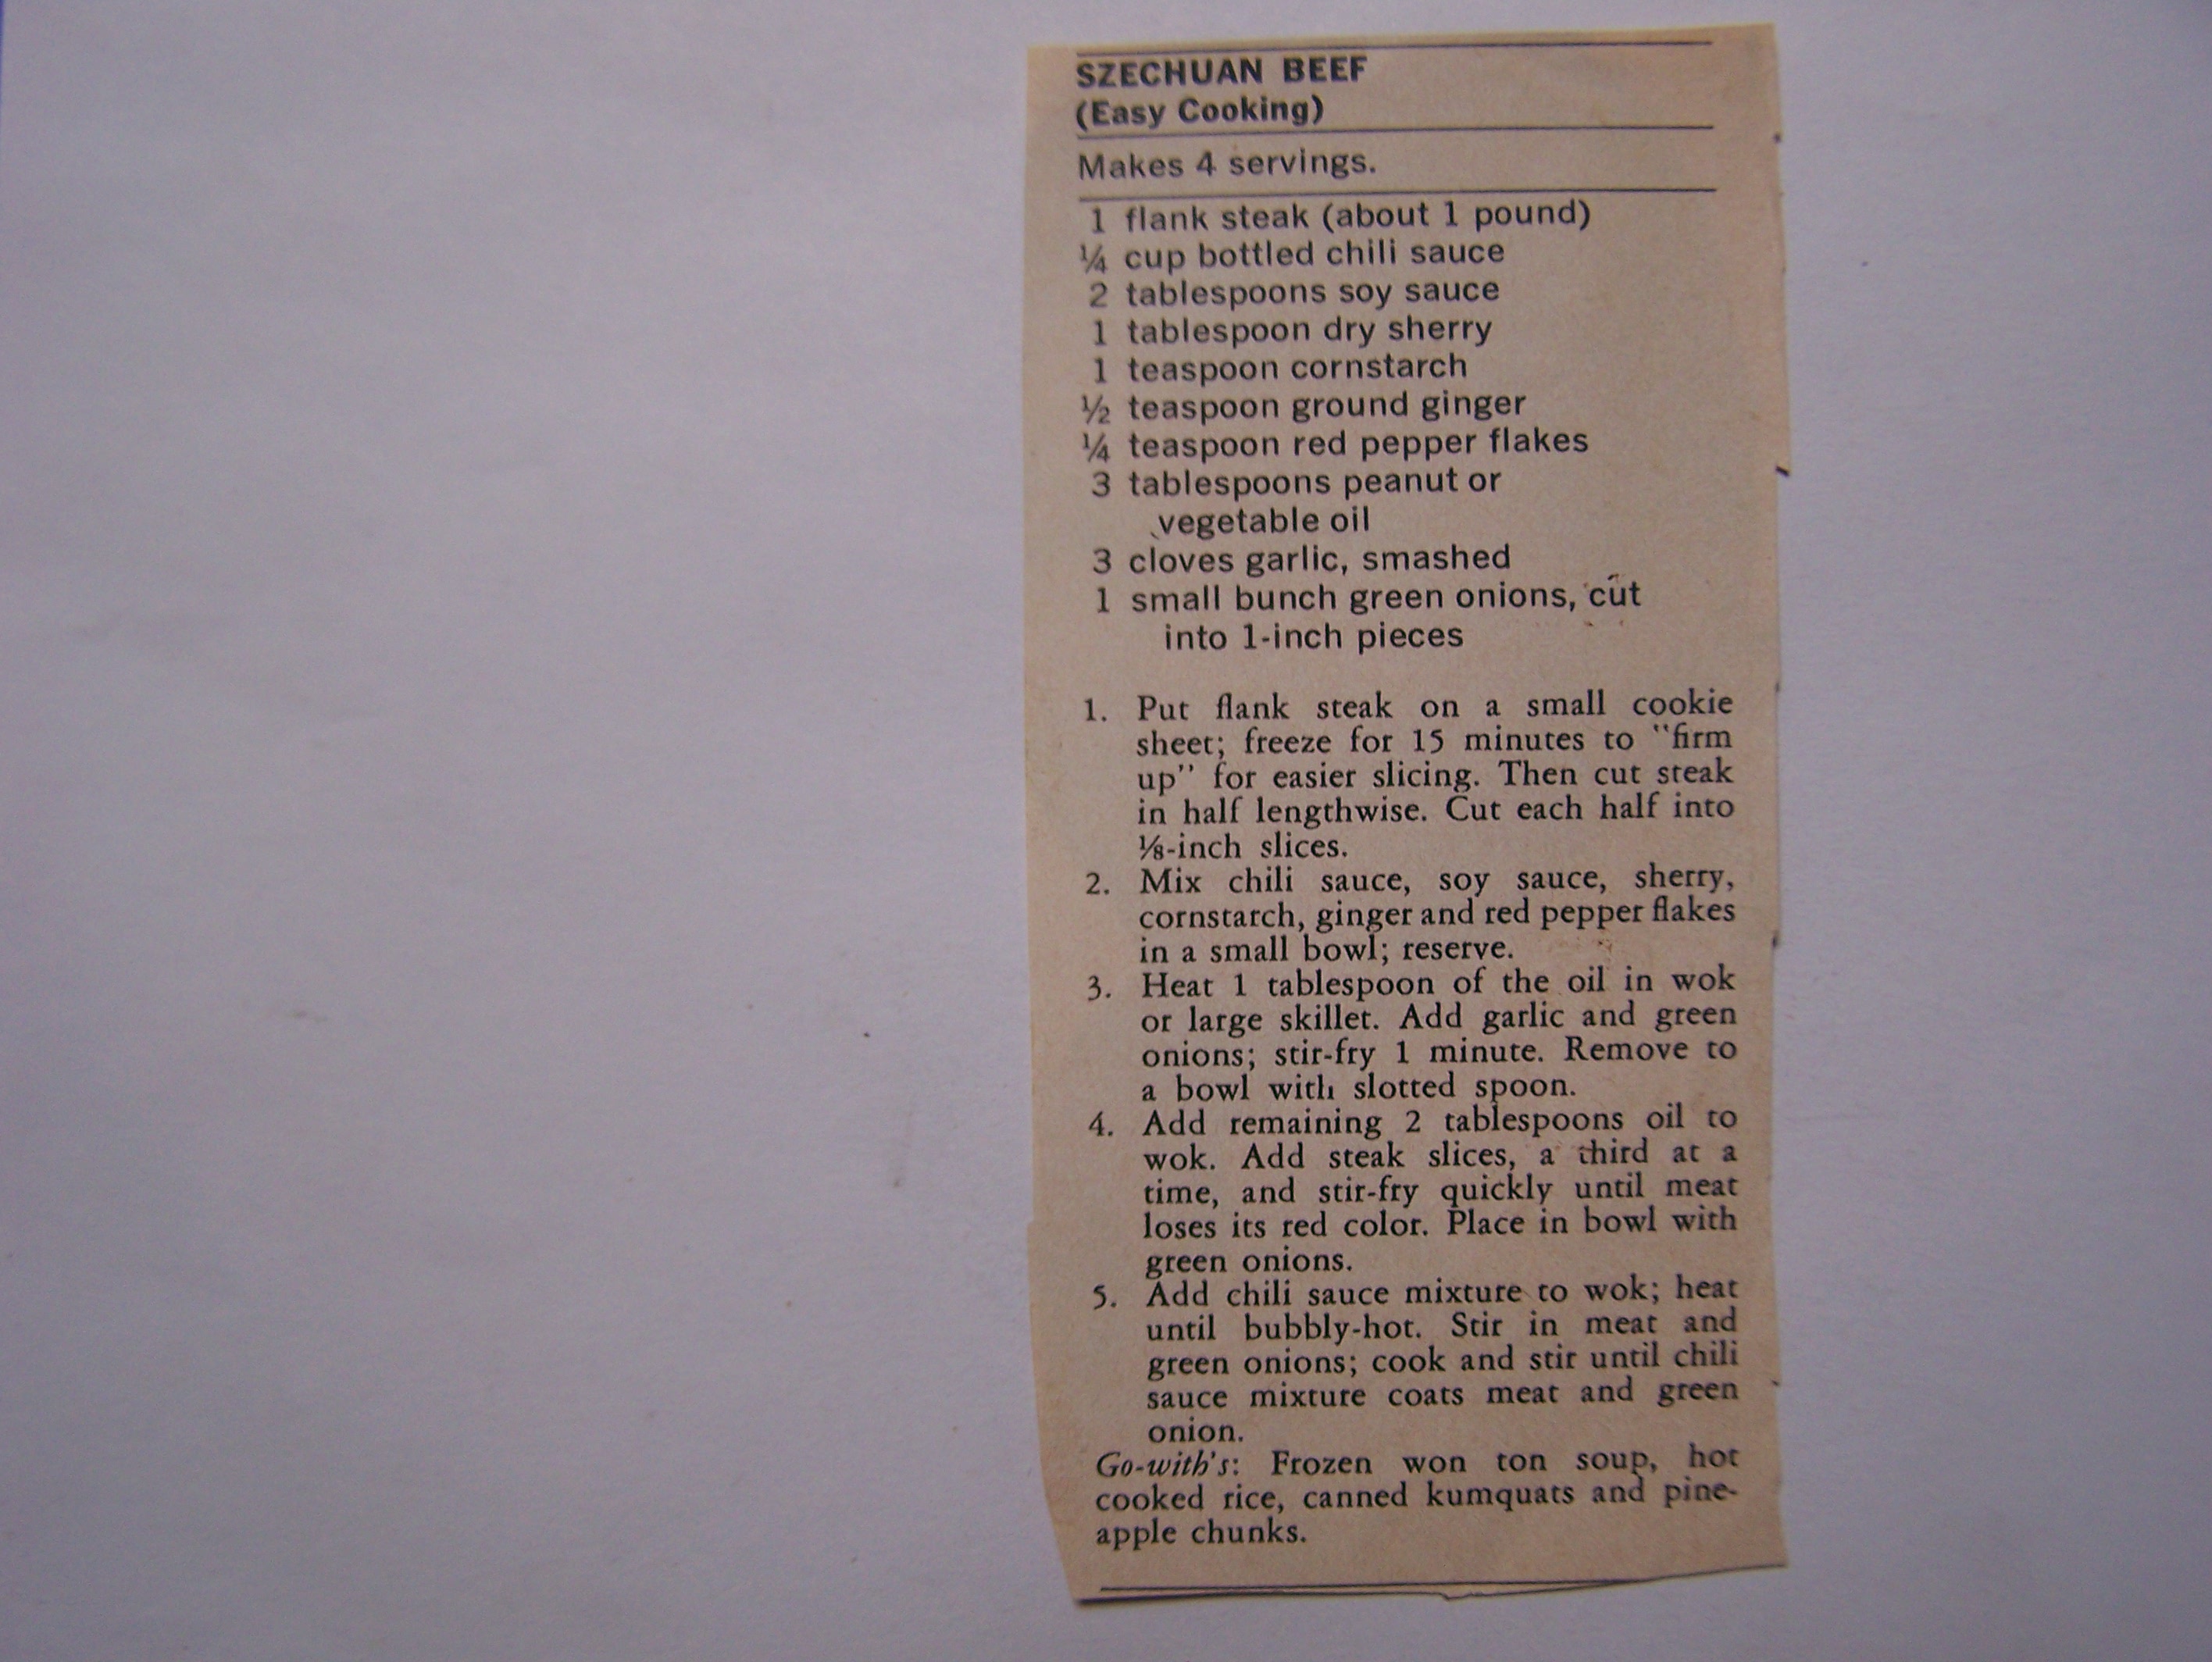 SZECHUAN BEEF
(Easy Cooking)
Makes 4 servings.
1 flank steak (about 1 pound)
¼ cup bottled chili sauce
2 tablespoons soy sauce
1 tablespoon dry sherry
1 teaspoon cornstarch
½ teaspoon ground ginger
¼ teaspoon red pepper flakes
3 tablespoons peanut or
vegetable oil
3 cloves garlic, smashed
1 small bunch green onions, cut
into 1-inch pieces
1. Put flank steak on a small cookie
sheet; freeze for 15 minutes to "firm
up" for easier slicing. Then cut steak
in half lengthwise. Cut each half into
⅛-inch slices.
2. Mix chili sauce, soy sauce, sherry,
cornstarch, ginger and red pepper flakes
in a small bowl; reserve.
3. Heat 1 tablespoon of the oil in wok
or large skillet. Add garlic and green
onions; stir-fry 1 minute. Remove to
a bowl with slotted spoon.
4. Add remaining 2 tablespoons oil to
wok. Add steak slices, a third at a
time, and stir-fry quickly until meat
loses its red color. Place in bowl with
green onions.
5. Add chili sauce mixture to wok; heat
until bubbly-hot. Stir in meat and
green onions; cook and stir until chili
sauce mixture coats meat and green
onion.
Go-with's: Frozen won ton soup, hot
cooked rice, canned kumquats and pine-
apple chunks.